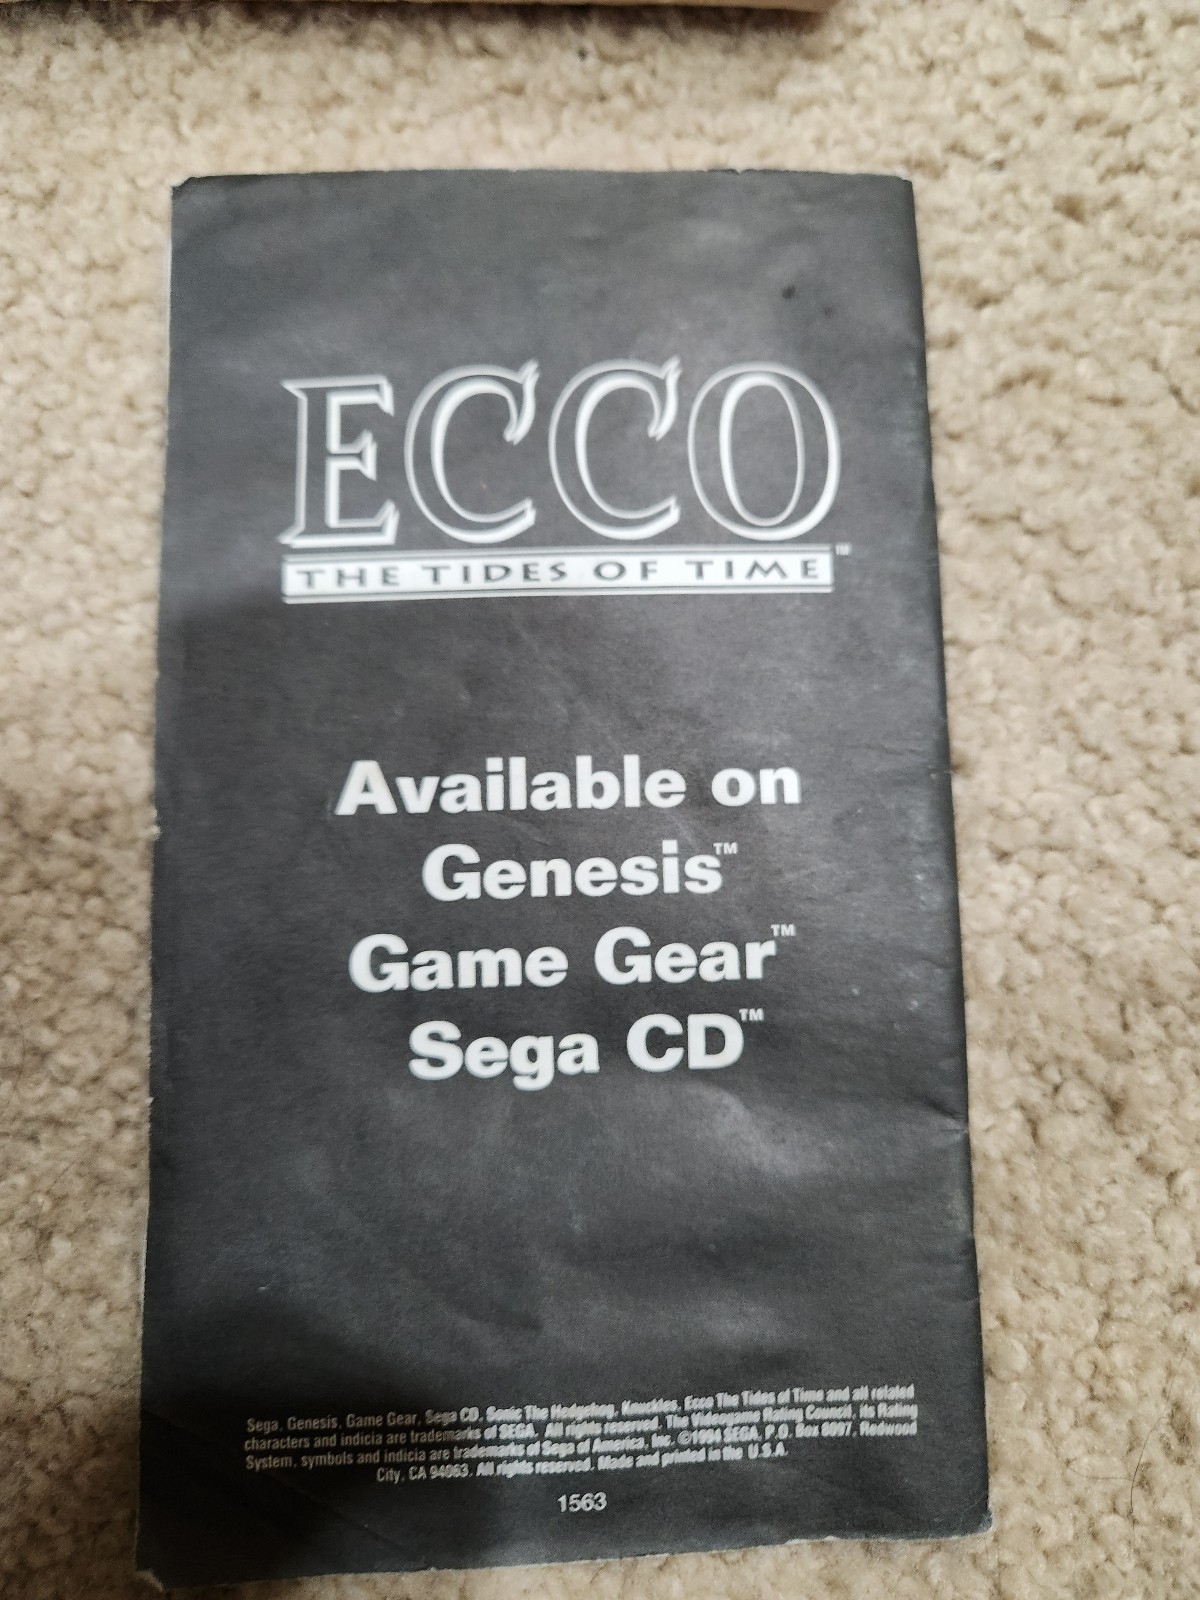 ECCO
THE TIDES OF TIME™
Available on
Genesis™
Game Gear™
Sega CD™
Sega, Genesis, Game Gear, Sega CD, Sonic The Hedgehog, Knuckles, Ecco The Tides of Time and all related
characters and indicia are trademarks of SEGA. All rights reserved. The Videogame Rating Council, its Rating
System, symbols and indicia are trademarks of Sega of America, Inc. ©1994 SEGA, P.O. Box 8097, Redwood
City, CA 94063. All rights reserved. Made and printed in the U.S.A.
1563